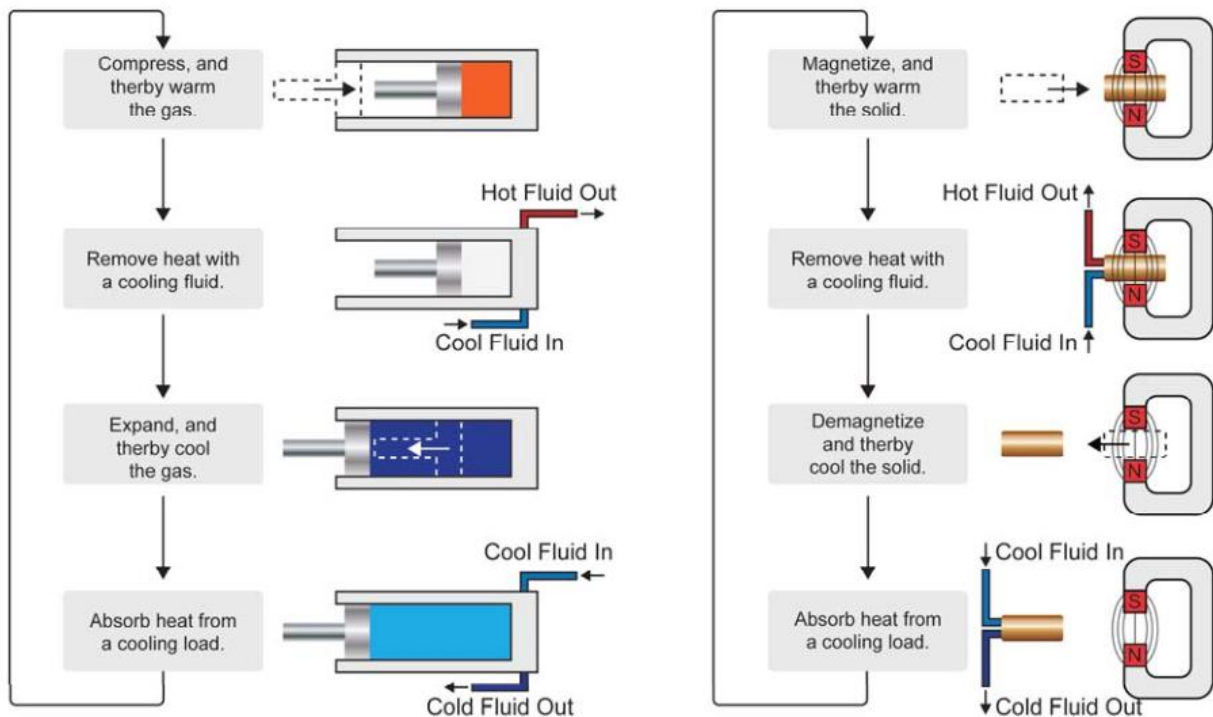 Compress, and
therby warm
the gas.
Hot Fluid Out
Remove heat with
a cooling fluid.
Cool Fluid In
Expand, and
therby cool
the gas.
Cool Fluid In
Absorb heat from
a cooling load.
Cold Fluid Out
Magnetize, and
therby warm
the solid.
S
N
Hot Fluid Out
Remove heat with
a cooling fluid.
S
N
Cool Fluid In
Demagnetize
and therby
cool the solid.
S
N
Cool Fluid In
Absorb heat from
a cooling load.
S
N
Cold Fluid Out